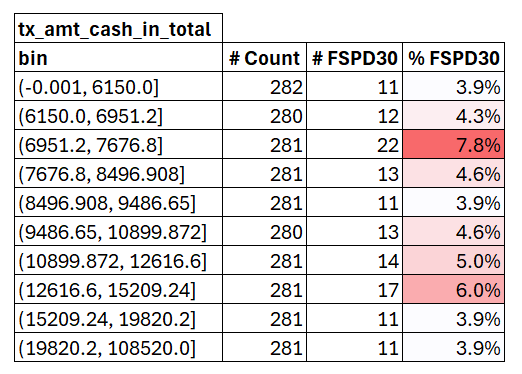 tx_amt_cash_in_total
bin # Count # FSPD30 % FSPD30
(-0.001, 6150.0] 282 11 3.9%
(6150.0, 6951.2] 280 12 4.3%
(6951.2, 7676.8] 281 22 7.8%
(7676.8, 8496.908] 281 13 4.6%
(8496.908, 9486.65] 281 11 3.9%
(9486.65, 10899.872] 280 13 4.6%
(10899.872, 12616.6] 281 14 5.0%
(12616.6, 15209.24] 281 17 6.0%
(15209.24, 19820.2] 281 11 3.9%
(19820.2, 108520.0] 281 11 3.9%